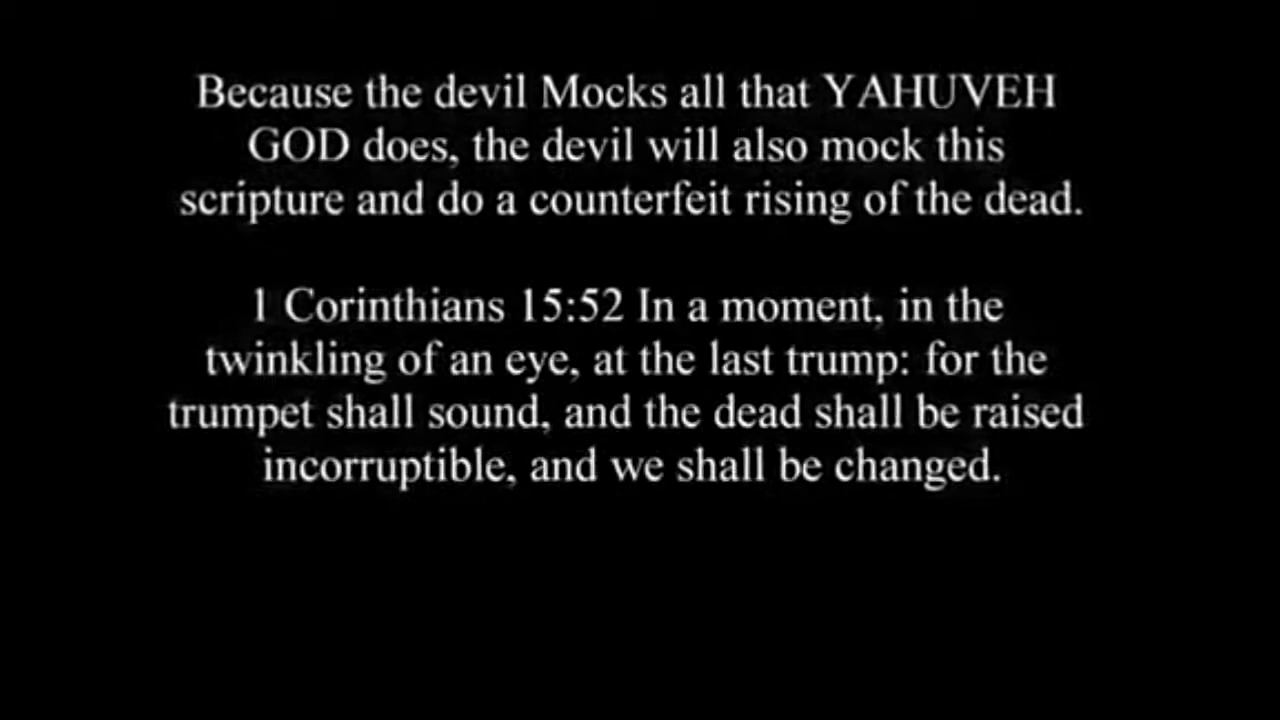 Because the devil Mocks all that YAHUVEH
GOD does, the devil will also mock this
scripture and do a counterfeit rising of the dead.
1 Corinthians 15:52 In a moment, in the
twinkling of an eye, at the last trump: for the
trumpet shall sound, and the dead shall be raised
incorruptible, and we shall be changed.